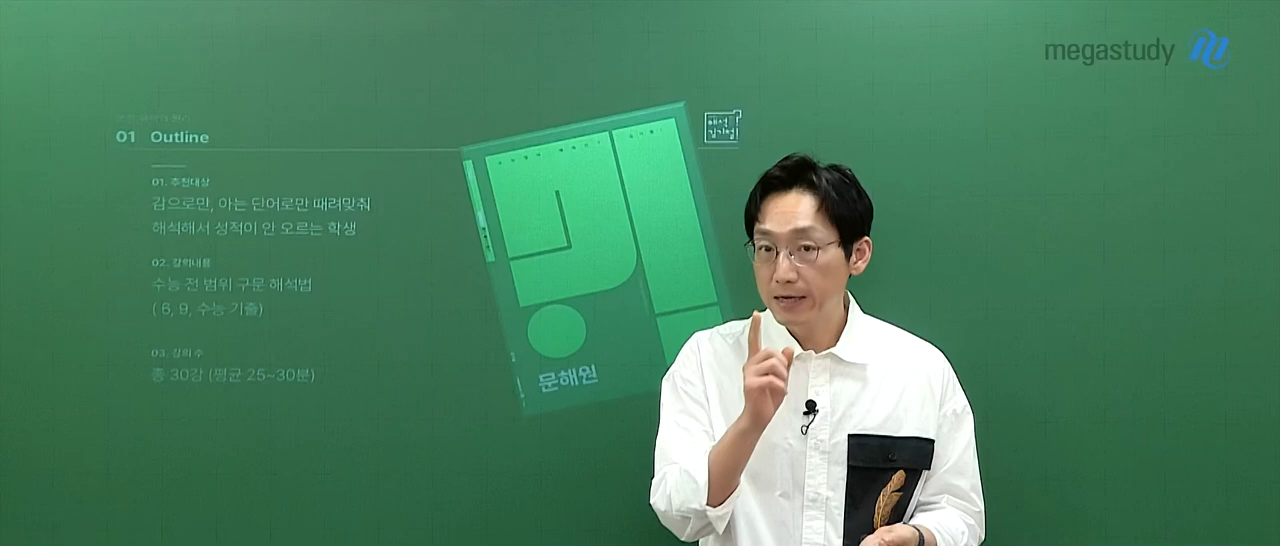 megastudy
01 Outline
01. 추천대상
감으로만, 아는 단어로만 때려맞춰
해석해서 성적이 안 오르는 학생
02. 강의내용
수능 전 범위 구문 해석법
( 6, 9, 수능 기출)
03. 강의 수
총 30강 (평균 25~30분)
문해원